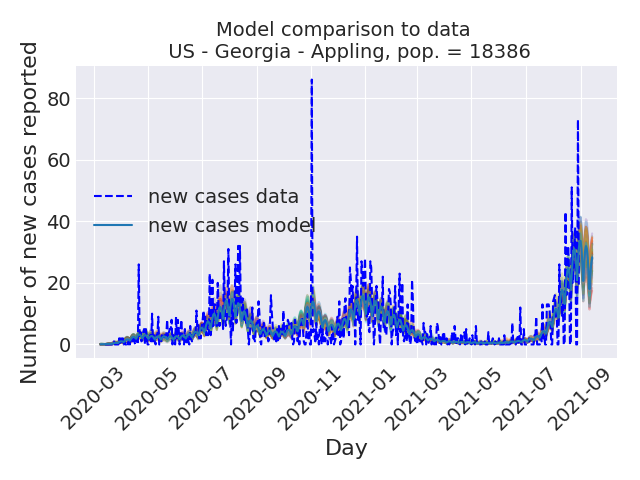 Model comparison to data
US - Georgia - Appling, pop. = 18386
Number of new cases reported
80
60
40
20
0
new cases data
new cases model
2020-03
2020-05
2020-07
2020-09
2020-11
2021-01
2021-03
2021-05
2021-07
2021-09
Day